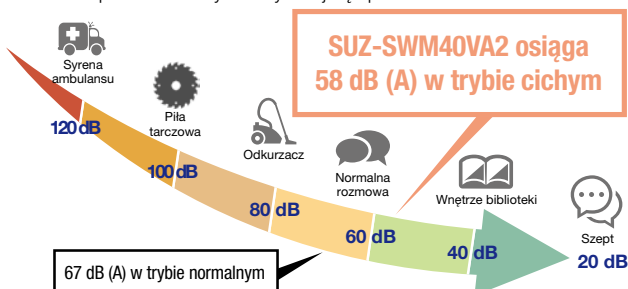 Syrena
ambulansu
120 dB
Piła
tarczowa
100 dB
Odkurzacz
80 dB
Normalna
rozmowa
60 dB
Wnętrze biblioteki
40 dB
Szept
20 dB
SUZ-SWM40VA2 osiąga
58 dB (A) w trybie cichym
67 dB (A) w trybie normalnym